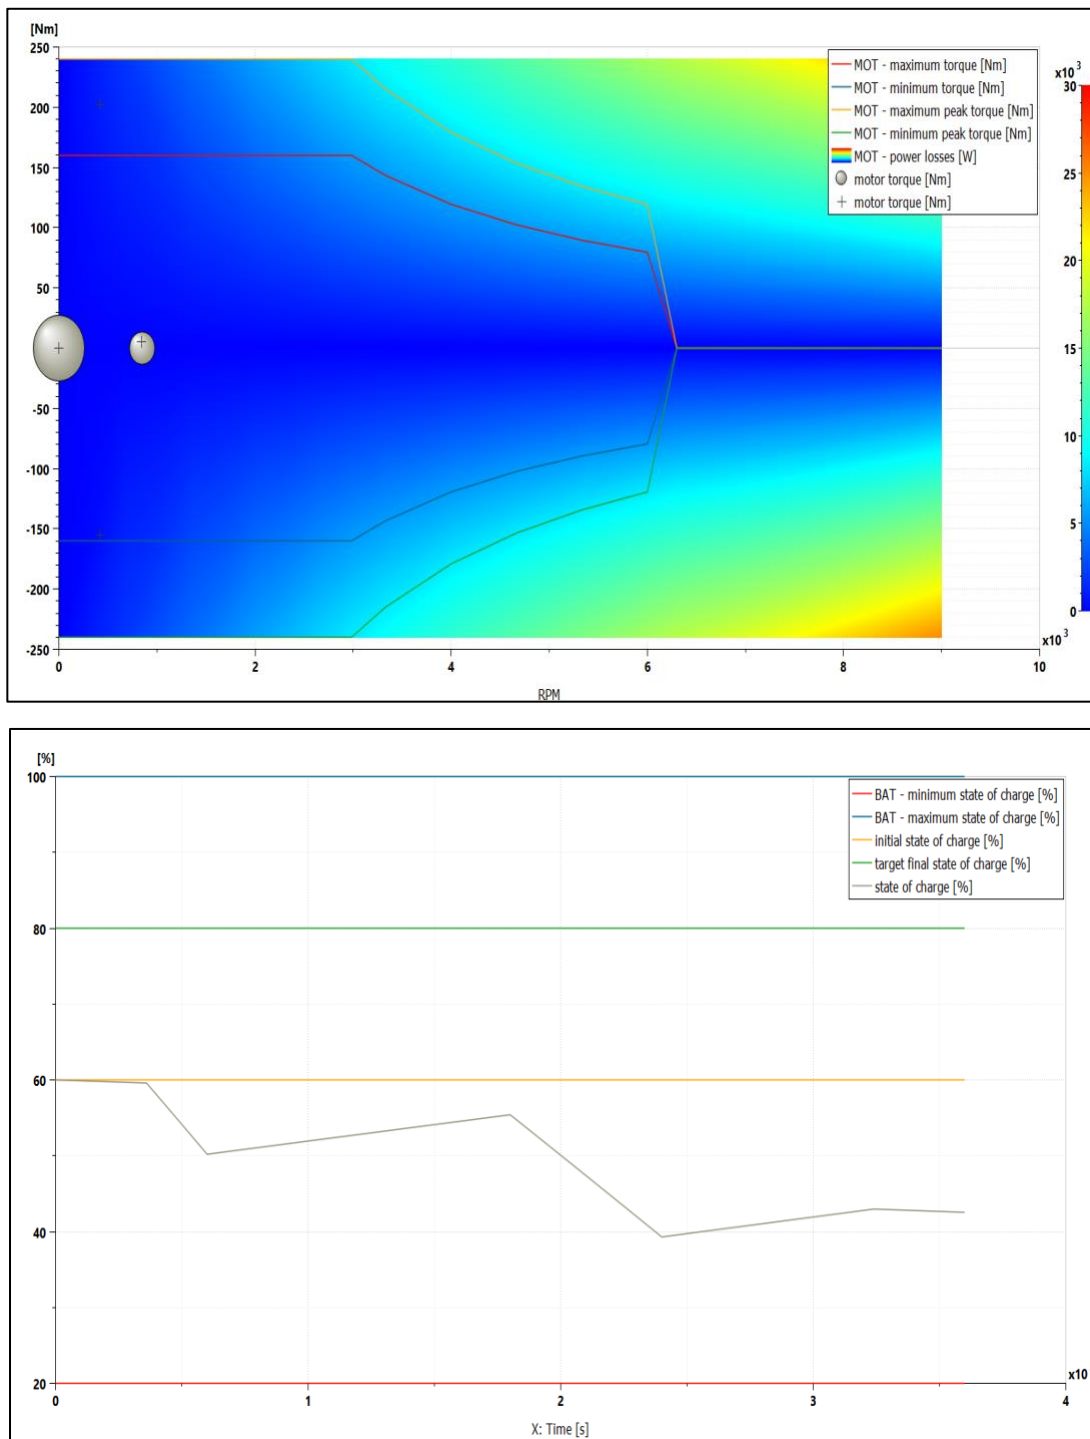 [Nm]
250
200
150
100
50
0
-50
-100
-150
-200
-250
MOT - maximum torque [Nm]
MOT - minimum torque [Nm]
MOT - maximum peak torque [Nm]
MOT - minimum peak torque [Nm]
MOT - power losses [W]
motor torque [Nm]
motor torque [Nm]
x10³
30
25
20
15
10
5
0
x10³
0 2 4 6 8 10
RPM
[%]
100
80
60
40
20
BAT - minimum state of charge [%]
BAT - maximum state of charge [%]
initial state of charge [%]
target final state of charge [%]
state of charge [%]
x10
0 1 2 3 4
X: Time [s]